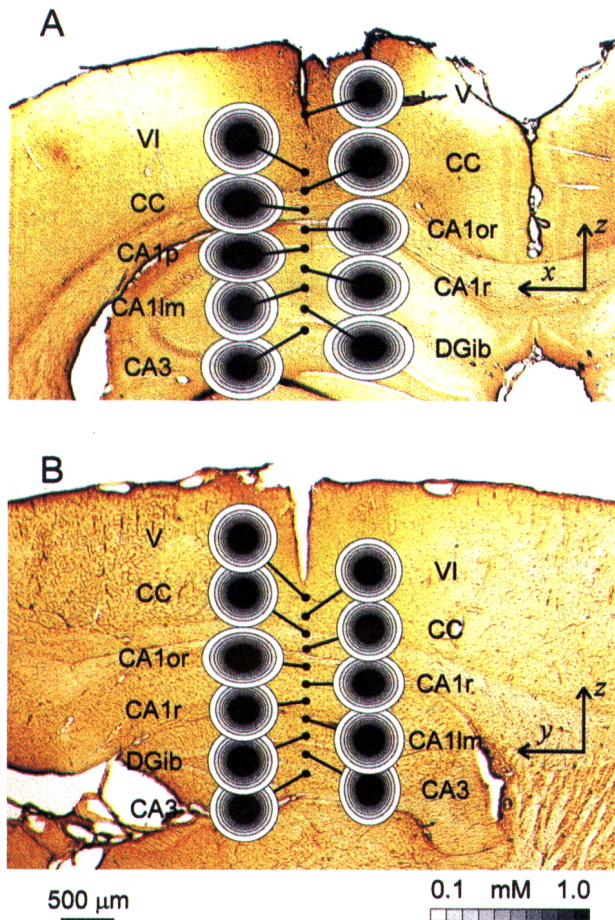 A
V
VI
CC
CC
CA1or
CA1p
CA1r
CA1lm
DGib
CA3
z
x
B
V
VI
CC
CC
CA1or
CA1r
CA1r
CA1lm
DGib
CA3
CA3
z
y
500 µm
0.1 mM 1.0